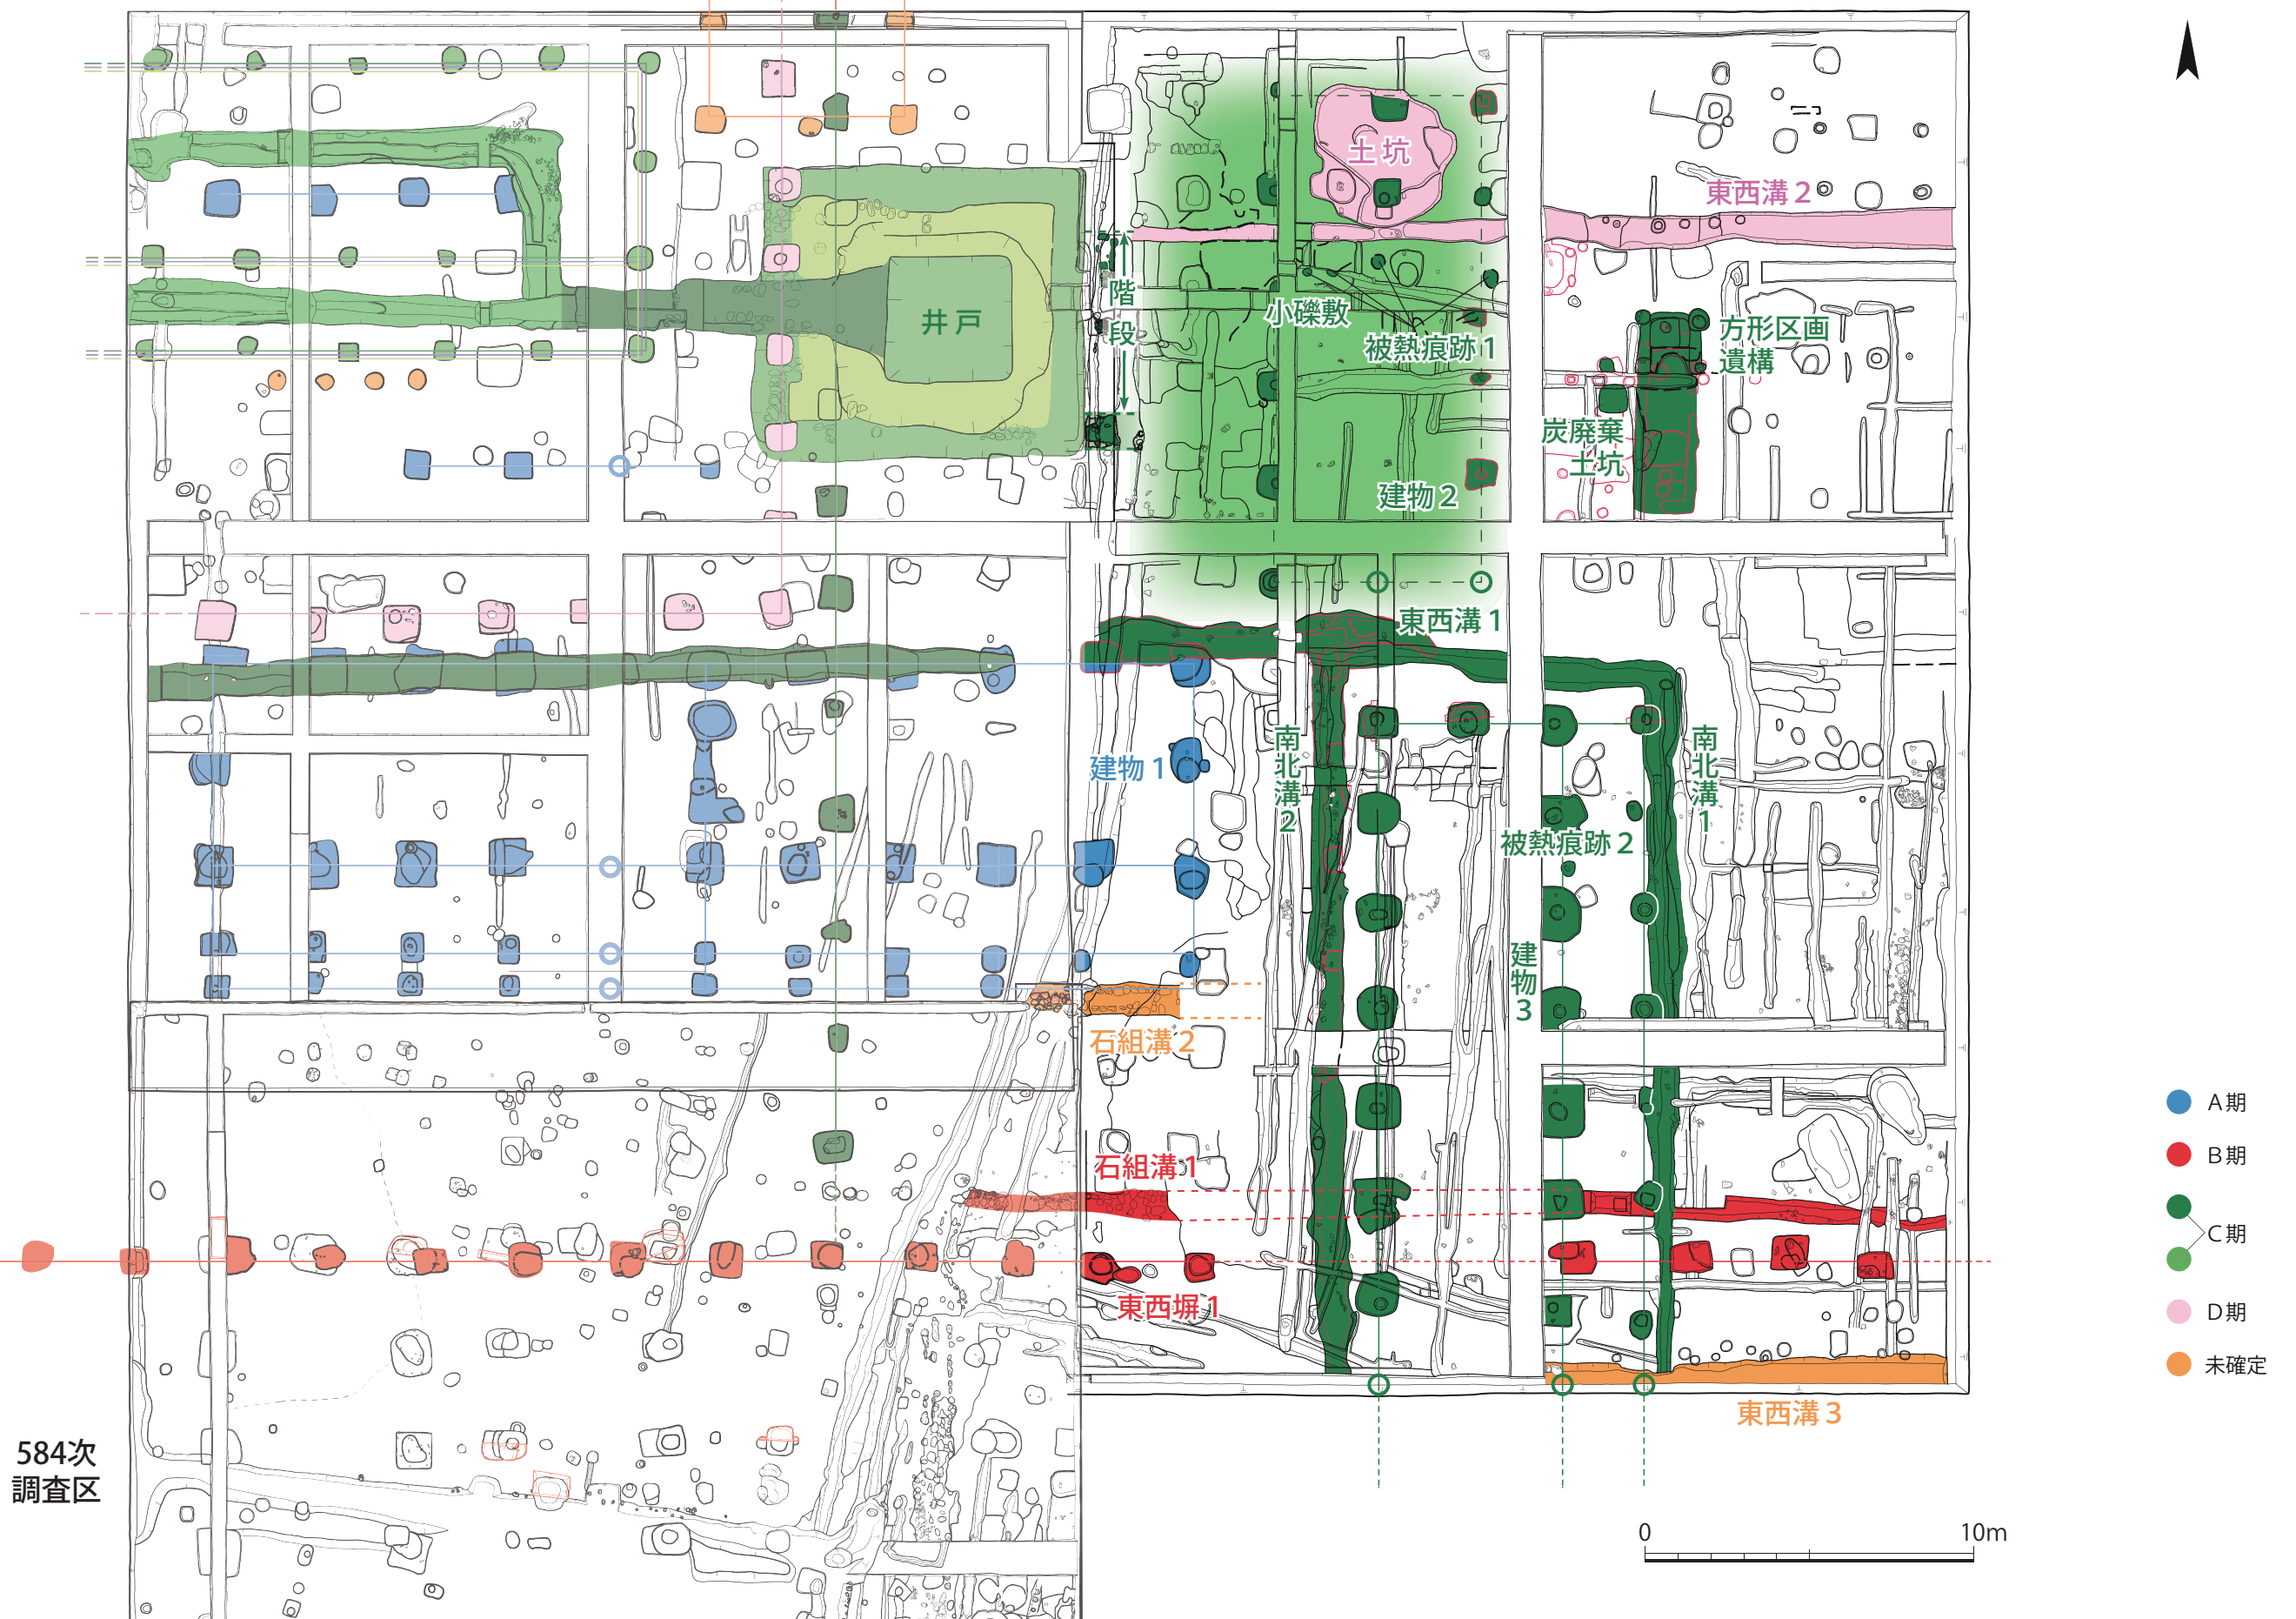 土坑
東西溝2
階段
井戸
小礫敷
被熱痕跡1
方形区画
遺構
炭廃棄
土坑
建物2
東西溝1
建物1
南北溝2
南北溝1
被熱痕跡2
建物3
石組溝2
石組溝1
東西塀1
東西溝3
584次
調査区
A期
B期
C期
D期
未確定
0 10m